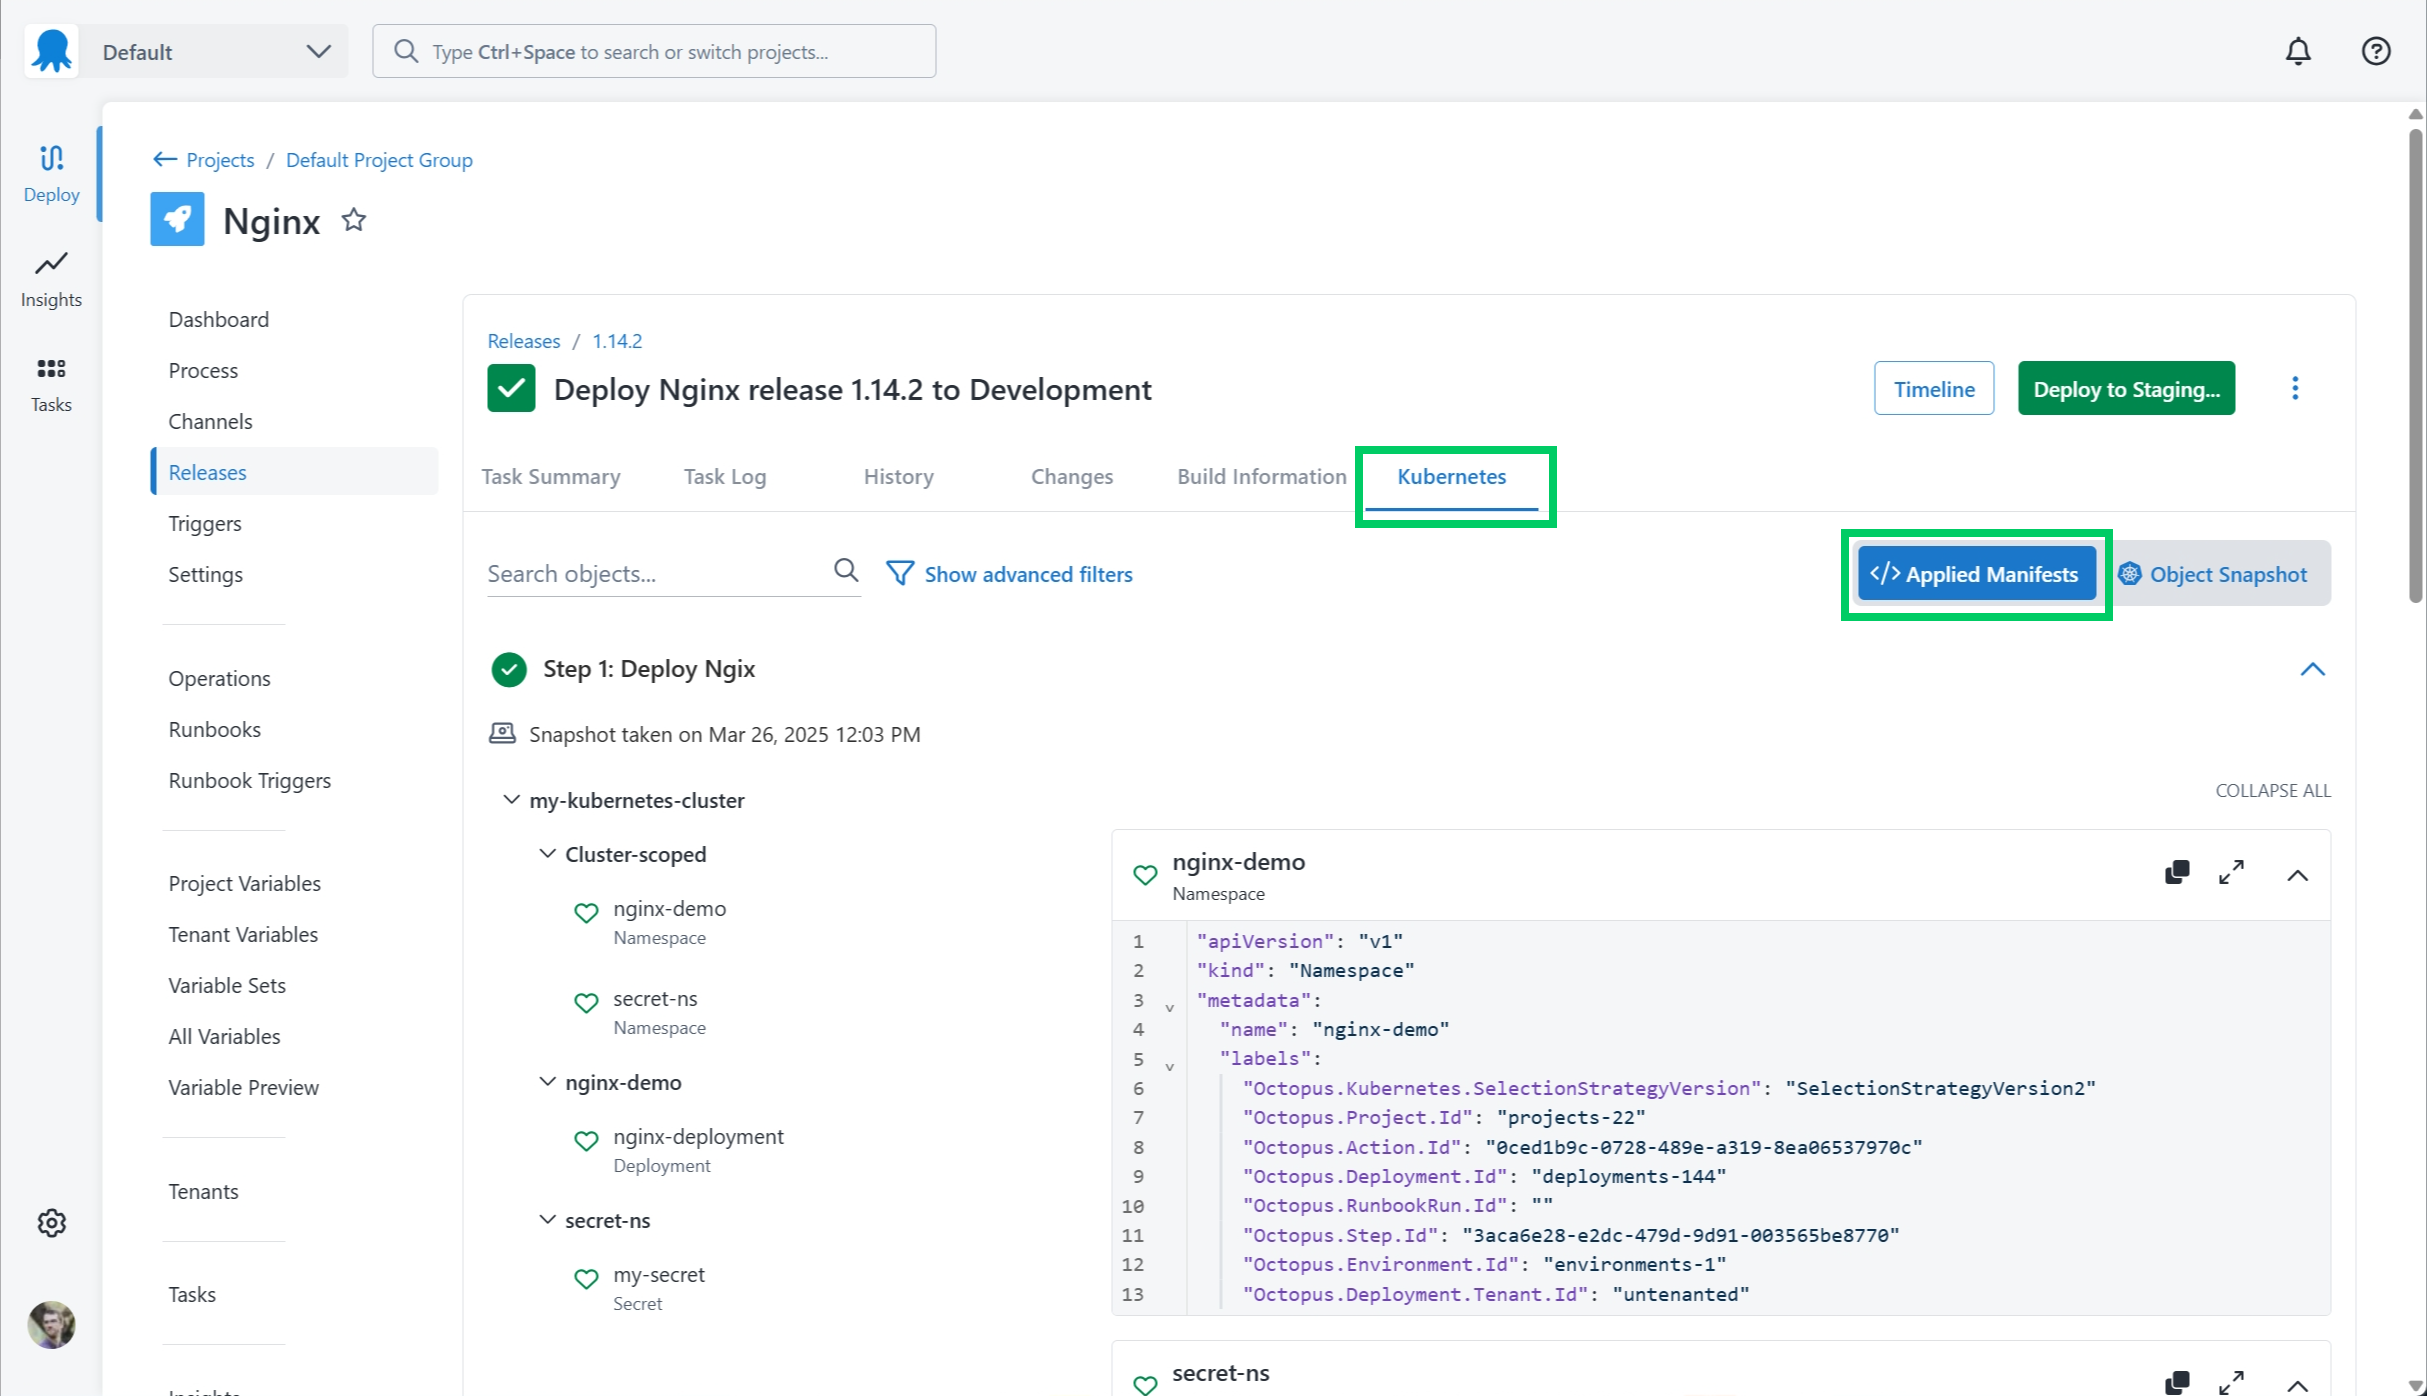 Default
Type Ctrl+Space to search or switch projects...
Deploy
Insights
Tasks
Projects / Default Project Group
Nginx
Dashboard
Process
Channels
Releases
Triggers
Settings
Operations
Runbooks
Runbook Triggers
Project Variables
Tenant Variables
Variable Sets
All Variables
Variable Preview
Tenants
Tasks
Insights
Releases / 1.14.2
Deploy Nginx release 1.14.2 to Development
Timeline
Deploy to Staging...
Task Summary
Task Log
History
Changes
Build Information
Kubernetes
Search objects...
Show advanced filters
</> Applied Manifests
Object Snapshot
Step 1: Deploy Ngix
Snapshot taken on Mar 26, 2025 12:03 PM
COLLAPSE ALL
my-kubernetes-cluster
Cluster-scoped
nginx-demo
Namespace
secret-ns
Namespace
nginx-demo
nginx-deployment
Deployment
secret-ns
my-secret
Secret
nginx-demo
Namespace
1 "apiVersion": "v1"
2 "kind": "Namespace"
3 "metadata":
4 "name": "nginx-demo"
5 "labels":
6 "Octopus.Kubernetes.SelectionStrategyVersion": "SelectionStrategyVersion2"
7 "Octopus.Project.Id": "projects-22"
8 "Octopus.Action.Id": "0ced1b9c-0728-489e-a319-8ea06537970c"
9 "Octopus.Deployment.Id": "deployments-144"
10 "Octopus.RunbookRun.Id": ""
11 "Octopus.Step.Id": "3aca6e28-e2dc-479d-9d91-003565be8770"
12 "Octopus.Environment.Id": "environments-1"
13 "Octopus.Deployment.Tenant.Id": "untenanted"
secret-ns